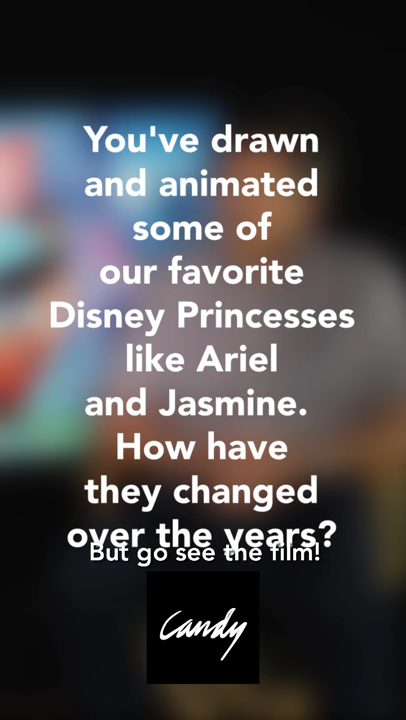 You've drawn
and animated
some of
our favorite
Disney Princesses
like Ariel
and Jasmine.
How have
they changed
over the years?
But go see the film!
Candy